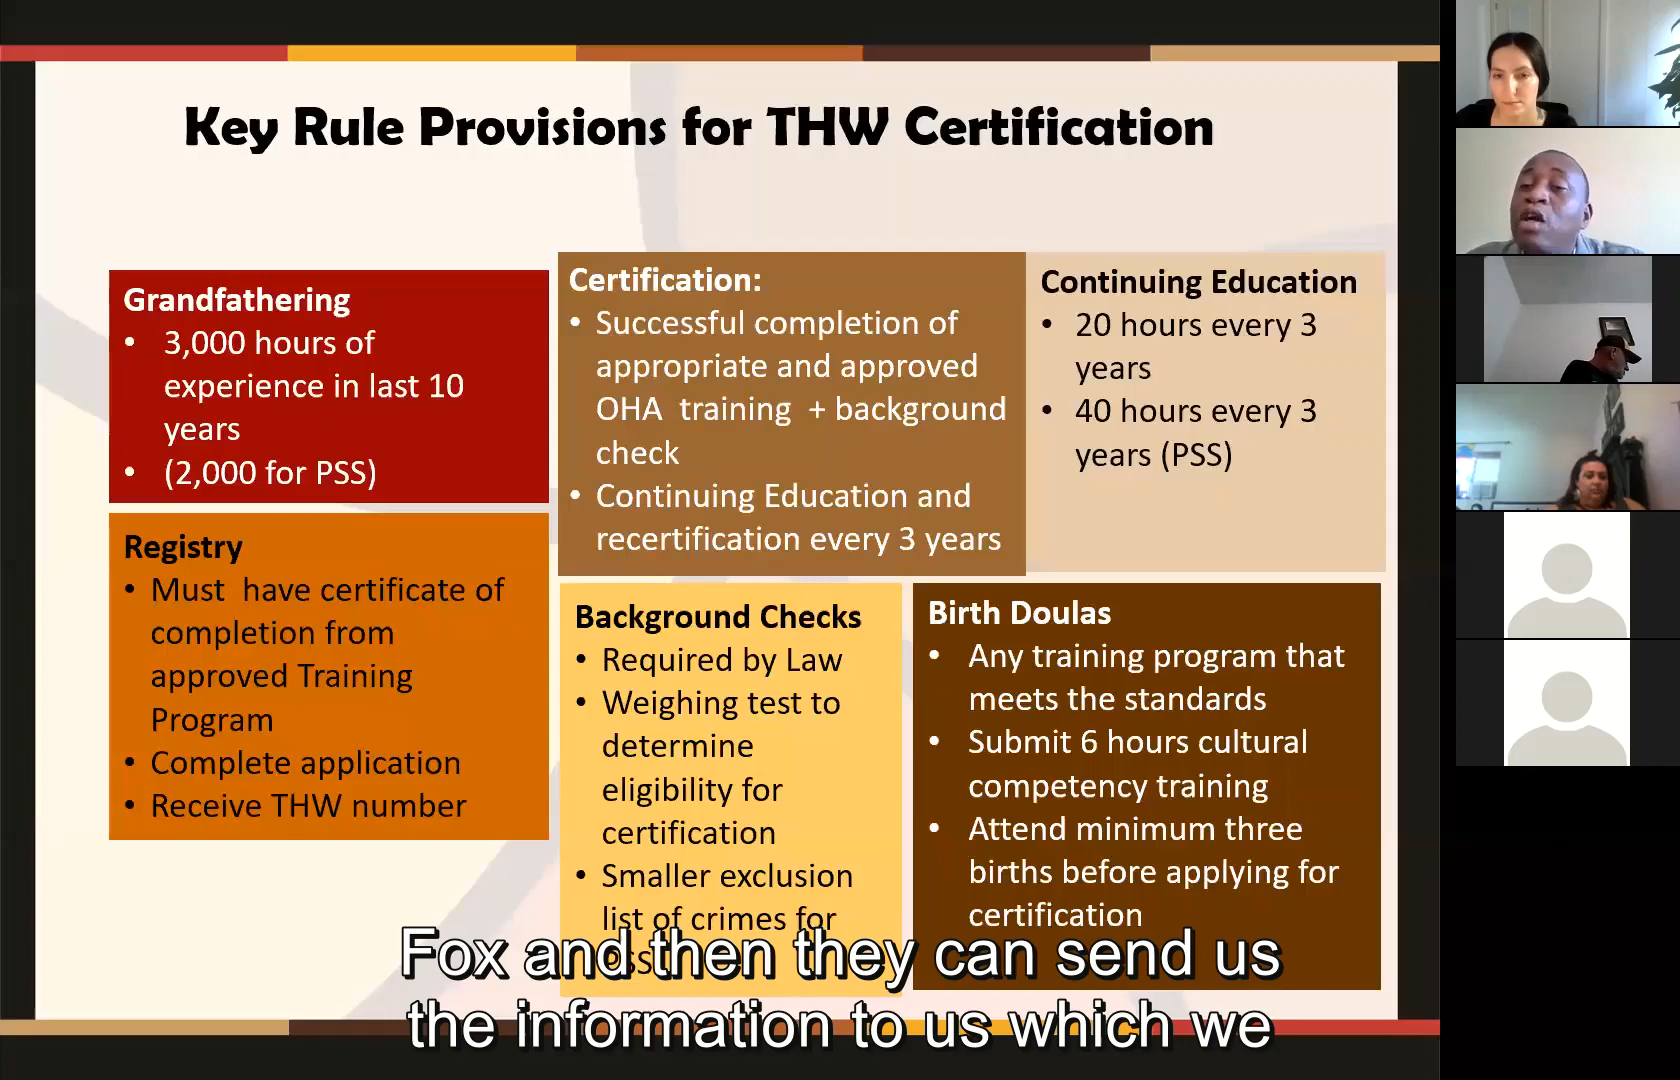 Key Rule Provisions for THW Certification
Grandfathering
• 3,000 hours of
experience in last 10
years
• (2,000 for PSS)
Certification:
• Successful completion of
appropriate and approved
OHA training + background
check
• Continuing Education and
recertification every 3 years
Continuing Education
• 20 hours every 3
years
• 40 hours every 3
years (PSS)
Registry
• Must have certificate of
completion from
approved Training
Program
• Complete application
• Receive THW number
Background Checks
• Required by Law
• Weighing test to
determine
eligibility for
certification
• Smaller exclusion
list of crimes for
Birth Doulas
• Any training program that
meets the standards
• Submit 6 hours cultural
competency training
• Attend minimum three
births before applying for
certification
Fox and then they can send us
the information to us which we